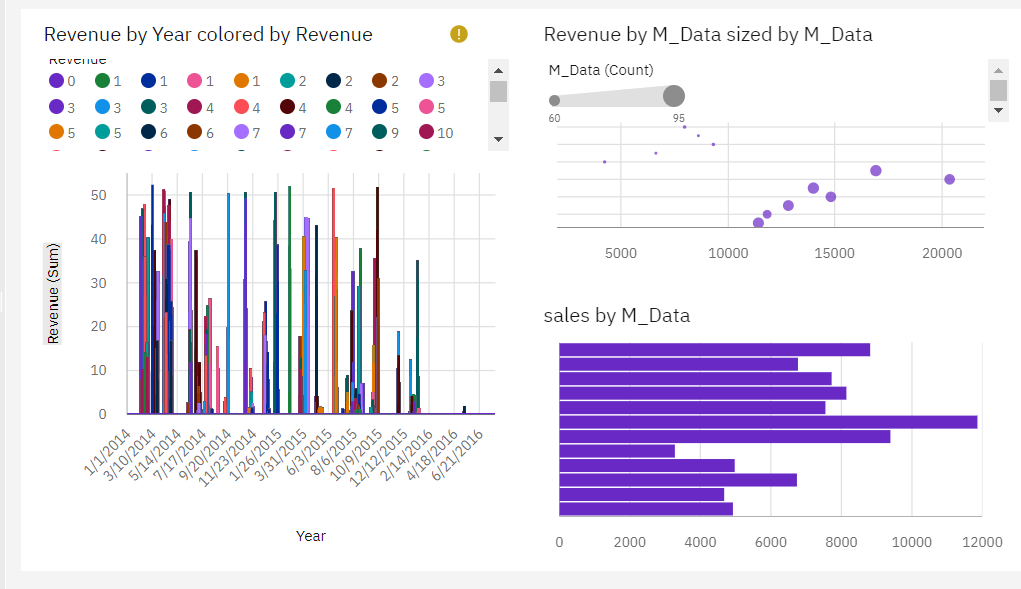 Revenue by Year colored by Revenue
!
Revenue
0 1 1 1 1 2 2 2 3
3 3 3 4 4 4 4 5 5
5 5 6 6 7 7 7 9 10
Revenue (Sum)
50
40
30
20
10
0
1/1/2014
3/10/2014
5/14/2014
7/17/2014
9/20/2014
11/23/2014
1/26/2015
3/31/2015
6/3/2015
8/6/2015
10/9/2015
12/12/2015
2/14/2016
4/18/2016
6/21/2016
Year
Revenue by M_Data sized by M_Data
M_Data (Count)
60 95
5000 10000 15000 20000
sales by M_Data
0 2000 4000 6000 8000 10000 12000